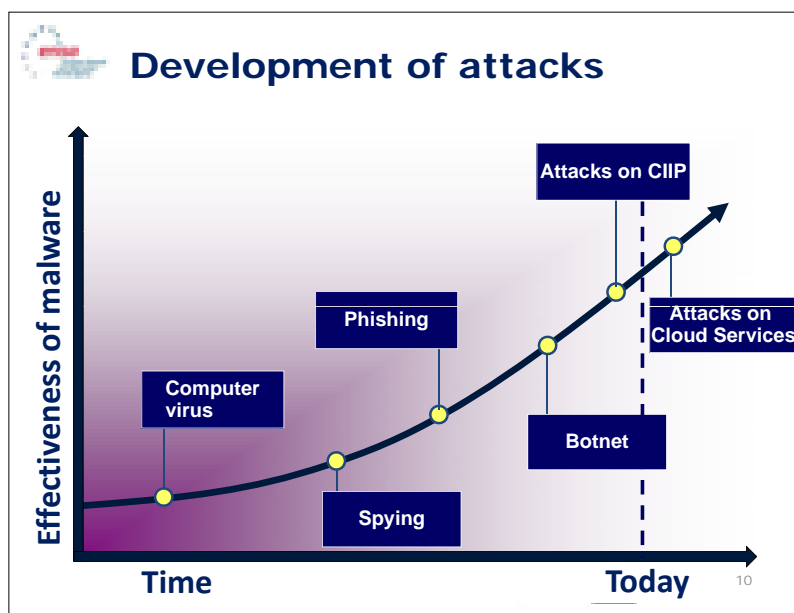 Development of attacks
Effectiveness of malware
Attacks on CIIP
Phishing
Attacks on
Cloud Services
Computer
virus
Botnet
Spying
Time
Today
10